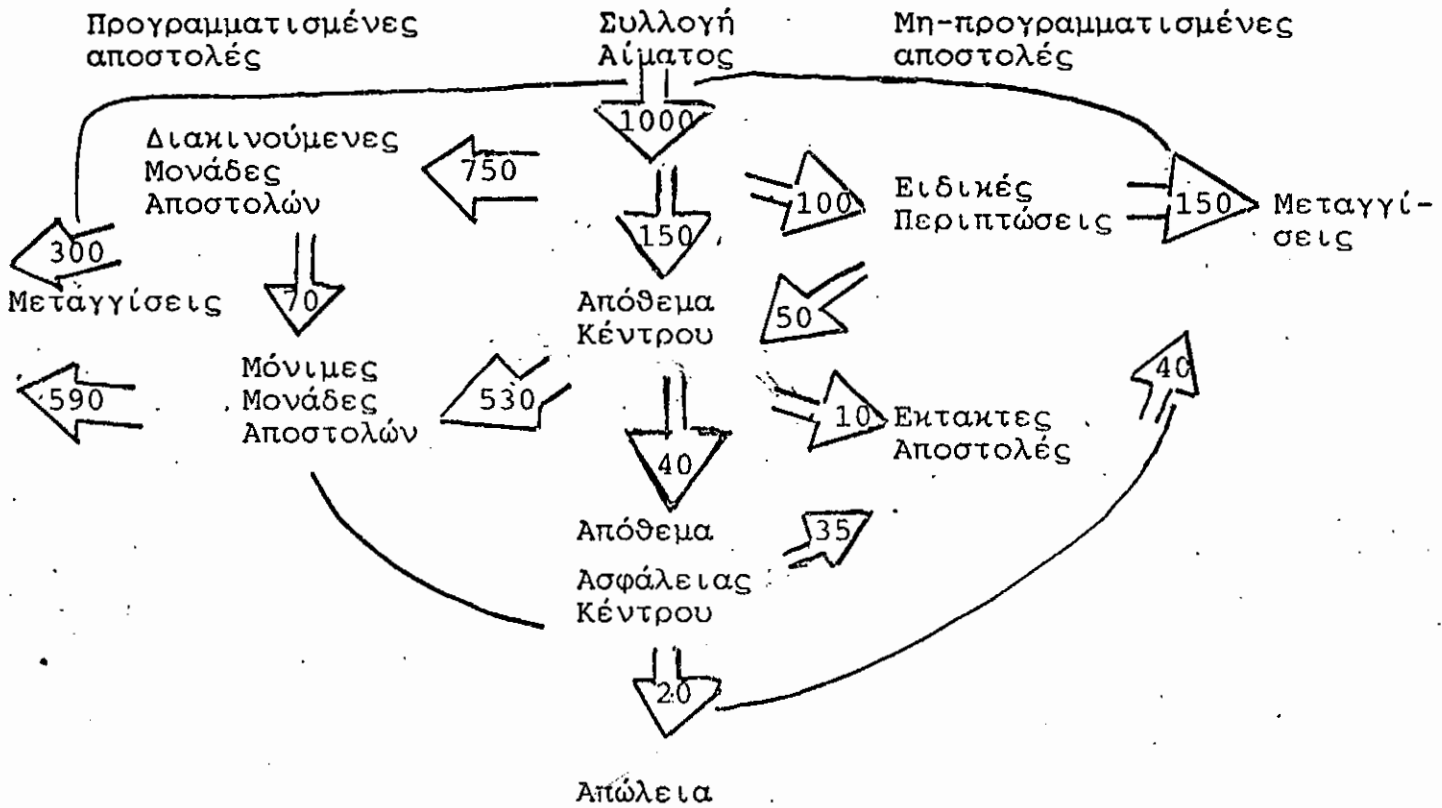 Προγραμματισμένες
αποστολές
Συλλογή
Αίματος
Μη-προγραμματισμένες
αποστολές
1000
Διακινούμενες
Μονάδες
Αποστολών
750
100
Ειδικές
Περιπτώσεις
150
Μεταγγί-
σεις
150
300
Μετάγγίσεις
70
Απόθεμα
Κέντρου
50
Μόνιμες
Μονάδες
Αποστολών
590
530
40
10
Εκτακτες
Αποστολές
40
Απόθεμα
Ασφάλειας
Κέντρου
35
20
Απώλεια